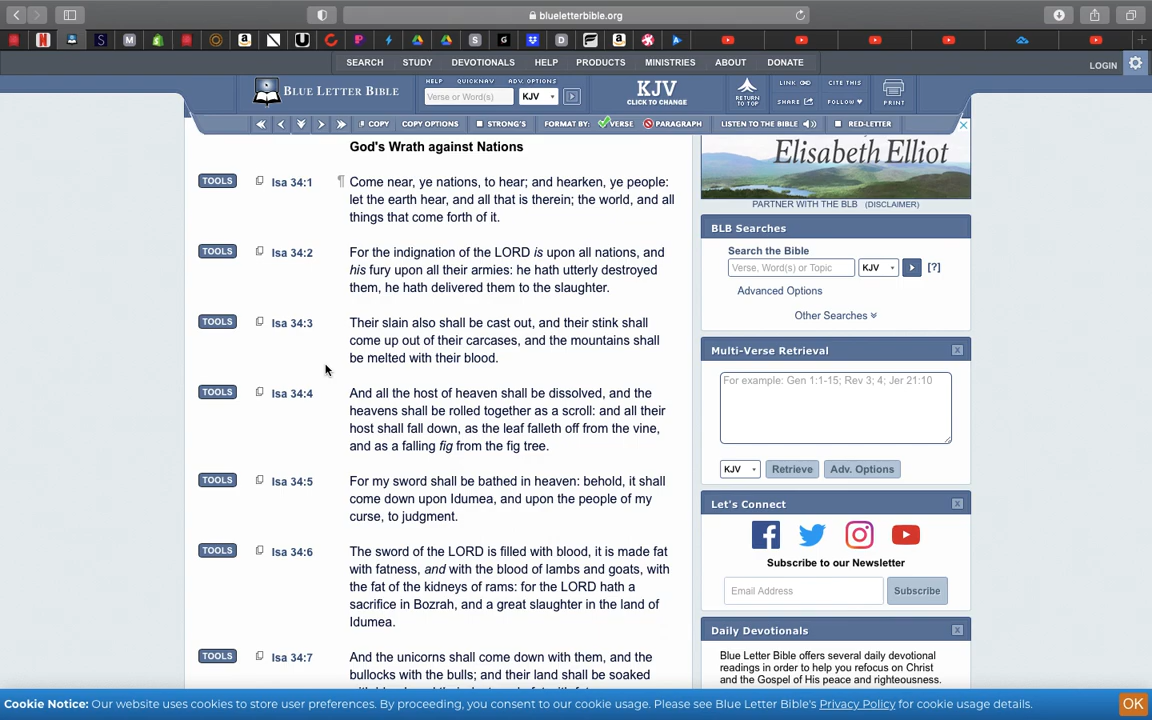 blueletterbible.org
SEARCH STUDY DEVOTIONALS HELP PRODUCTS MINISTRIES ABOUT DONATE
LOGIN
BLUE LETTER BIBLE
HELP QUICKNAV ADV. OPTIONS
Verse or Word(s) KJV
KJV
CLICK TO CHANGE
RETURN
TO TOP
LINK CITE THIS
SHARE FOLLOW
PRINT
COPY COPY OPTIONS STRONG'S FORMAT BY: VERSE PARAGRAPH LISTEN TO THE BIBLE RED-LETTER
God's Wrath against Nations
TOOLS Isa 34:1 ¶ Come near, ye nations, to hear; and hearken, ye people:
let the earth hear, and all that is therein; the world, and all
things that come forth of it.
TOOLS Isa 34:2 For the indignation of the LORD is upon all nations, and
his fury upon all their armies: he hath utterly destroyed
them, he hath delivered them to the slaughter.
TOOLS Isa 34:3 Their slain also shall be cast out, and their stink shall
come up out of their carcases, and the mountains shall
be melted with their blood.
TOOLS Isa 34:4 And all the host of heaven shall be dissolved, and the
heavens shall be rolled together as a scroll: and all their
host shall fall down, as the leaf falleth off from the vine,
and as a falling fig from the fig tree.
TOOLS Isa 34:5 For my sword shall be bathed in heaven: behold, it shall
come down upon Idumea, and upon the people of my
curse, to judgment.
TOOLS Isa 34:6 The sword of the LORD is filled with blood, it is made fat
with fatness, and with the blood of lambs and goats, with
the fat of the kidneys of rams: for the LORD hath a
sacrifice in Bozrah, and a great slaughter in the land of
Idumea.
TOOLS Isa 34:7 And the unicorns shall come down with them, and the
bullocks with the bulls; and their land shall be soaked
Elisabeth Elliot
PARTNER WITH THE BLB (DISCLAIMER)
BLB Searches
Search the Bible
Verse, Word(s) or Topic KJV [?]
Advanced Options
Other Searches
Multi-Verse Retrieval
For example: Gen 1:1-15; Rev 3; 4; Jer 21:10
KJV Retrieve Adv. Options
Let's Connect
Subscribe to our Newsletter
Email Address Subscribe
Daily Devotionals
Blue Letter Bible offers several daily devotional
readings in order to help you refocus on Christ
and the Gospel of His peace and righteousness.
Cookie Notice: Our website uses cookies to store user preferences. By proceeding, you consent to our cookie usage. Please see Blue Letter Bible's Privacy Policy for cookie usage details. OK